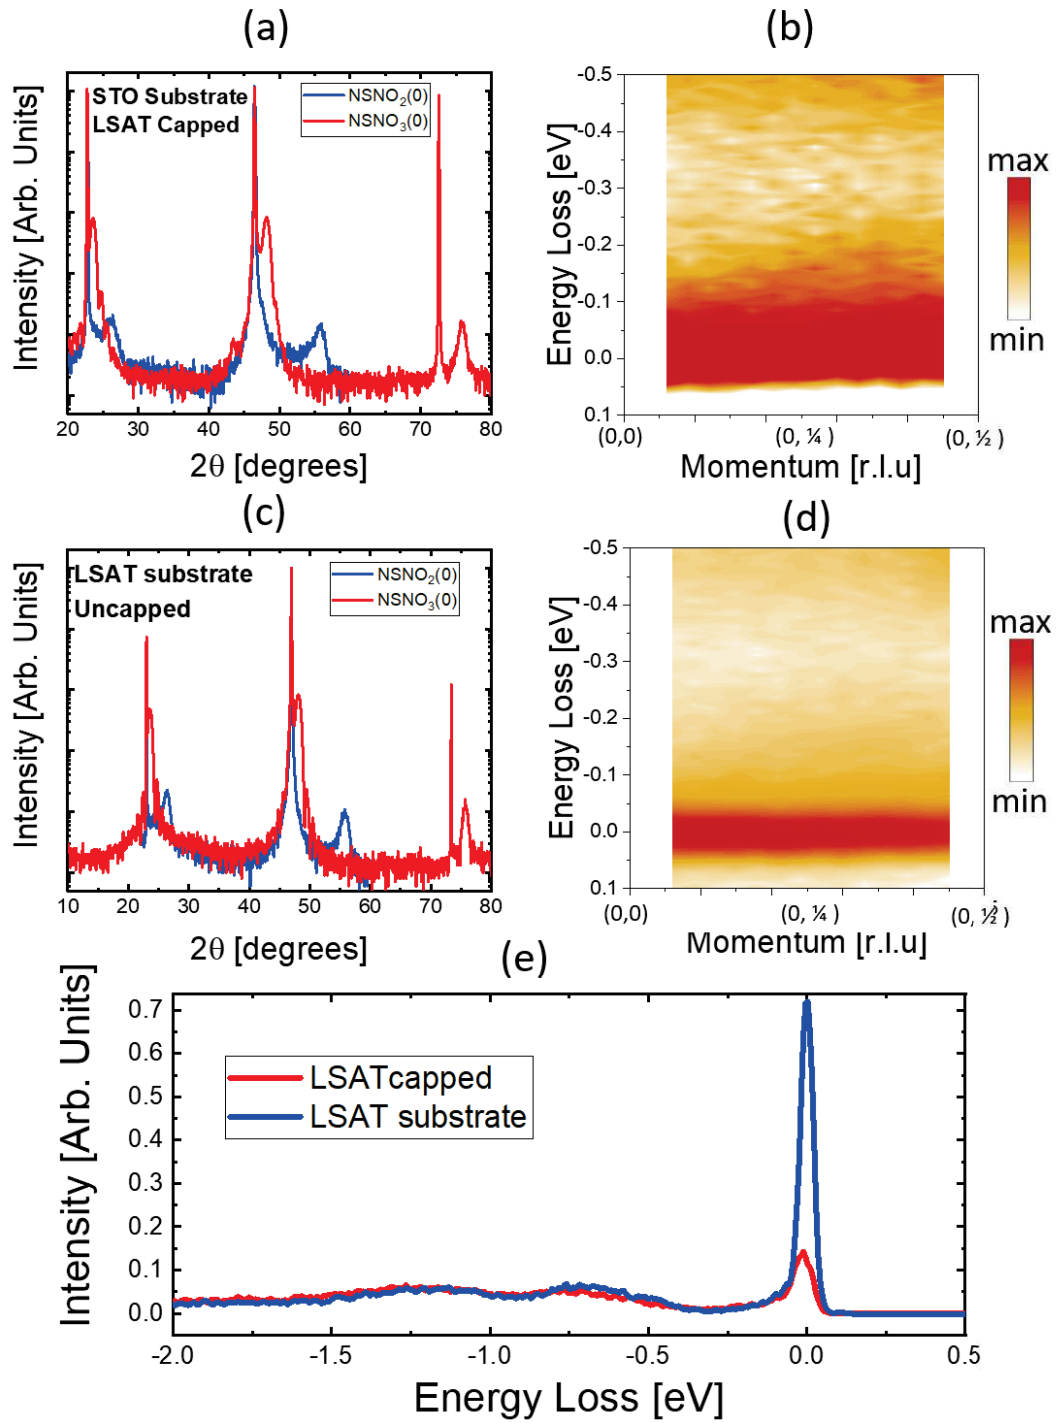 (a)
STO Substrate
LSAT Capped
NSNO₂(0)
NSNO₃(0)
Intensity [Arb. Units]
20 30 40 50 60 70 80
2θ [degrees]
(b)
-0.5
-0.4
-0.3
-0.2
-0.1
0.0
0.1
Energy Loss [eV]
(0,0) (0, ¼ ) (0, ½ )
Momentum [r.l.u]
max
min
(c)
LSAT substrate
Uncapped
NSNO₂(0)
NSNO₃(0)
Intensity [Arb. Units]
10 20 30 40 50 60 70 80
2θ [degrees]
(d)
-0.5
-0.4
-0.3
-0.2
-0.1
0.0
0.1
Energy Loss [eV]
(0,0) (0, ¼ ) (0, ½ )
Momentum [r.l.u]
max
min
(e)
0.7
0.6
0.5
0.4
0.3
0.2
0.1
0.0
Intensity [Arb. Units]
LSATcapped
LSAT substrate
-2.0 -1.5 -1.0 -0.5 0.0 0.5
Energy Loss [eV]